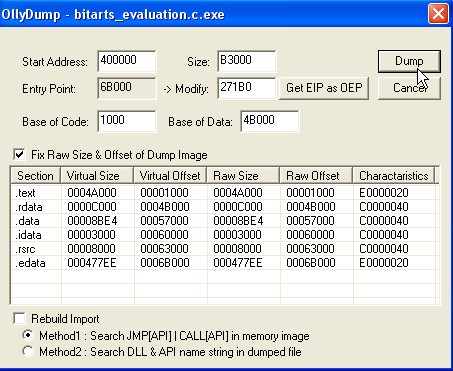 OllyDump - bitarts_evaluation.c.exe
Start Address: 400000 Size: B3000 Dump
Entry Point: 6B000 -> Modify: 271B0 Get EIP as OEP Cancel
Base of Code: 1000 Base of Data: 4B000
Fix Raw Size & Offset of Dump Image
Section Virtual Size Virtual Offset Raw Size Raw Offset Charactaristics
.text 0004A000 00001000 0004A000 00001000 E0000020
.rdata 0000C000 0004B000 0000C000 0004B000 C0000040
.data 00008BE4 00057000 00008BE4 00057000 C0000040
.idata 00003000 00060000 00003000 00060000 C0000040
.rsrc 00008000 00063000 00008000 00063000 C0000040
.edata 000477EE 0006B000 000477EE 0006B000 E0000020
Rebuild Import
Method1 : Search JMP[API] | CALL[API] in memory image
Method2 : Search DLL & API name string in dumped file